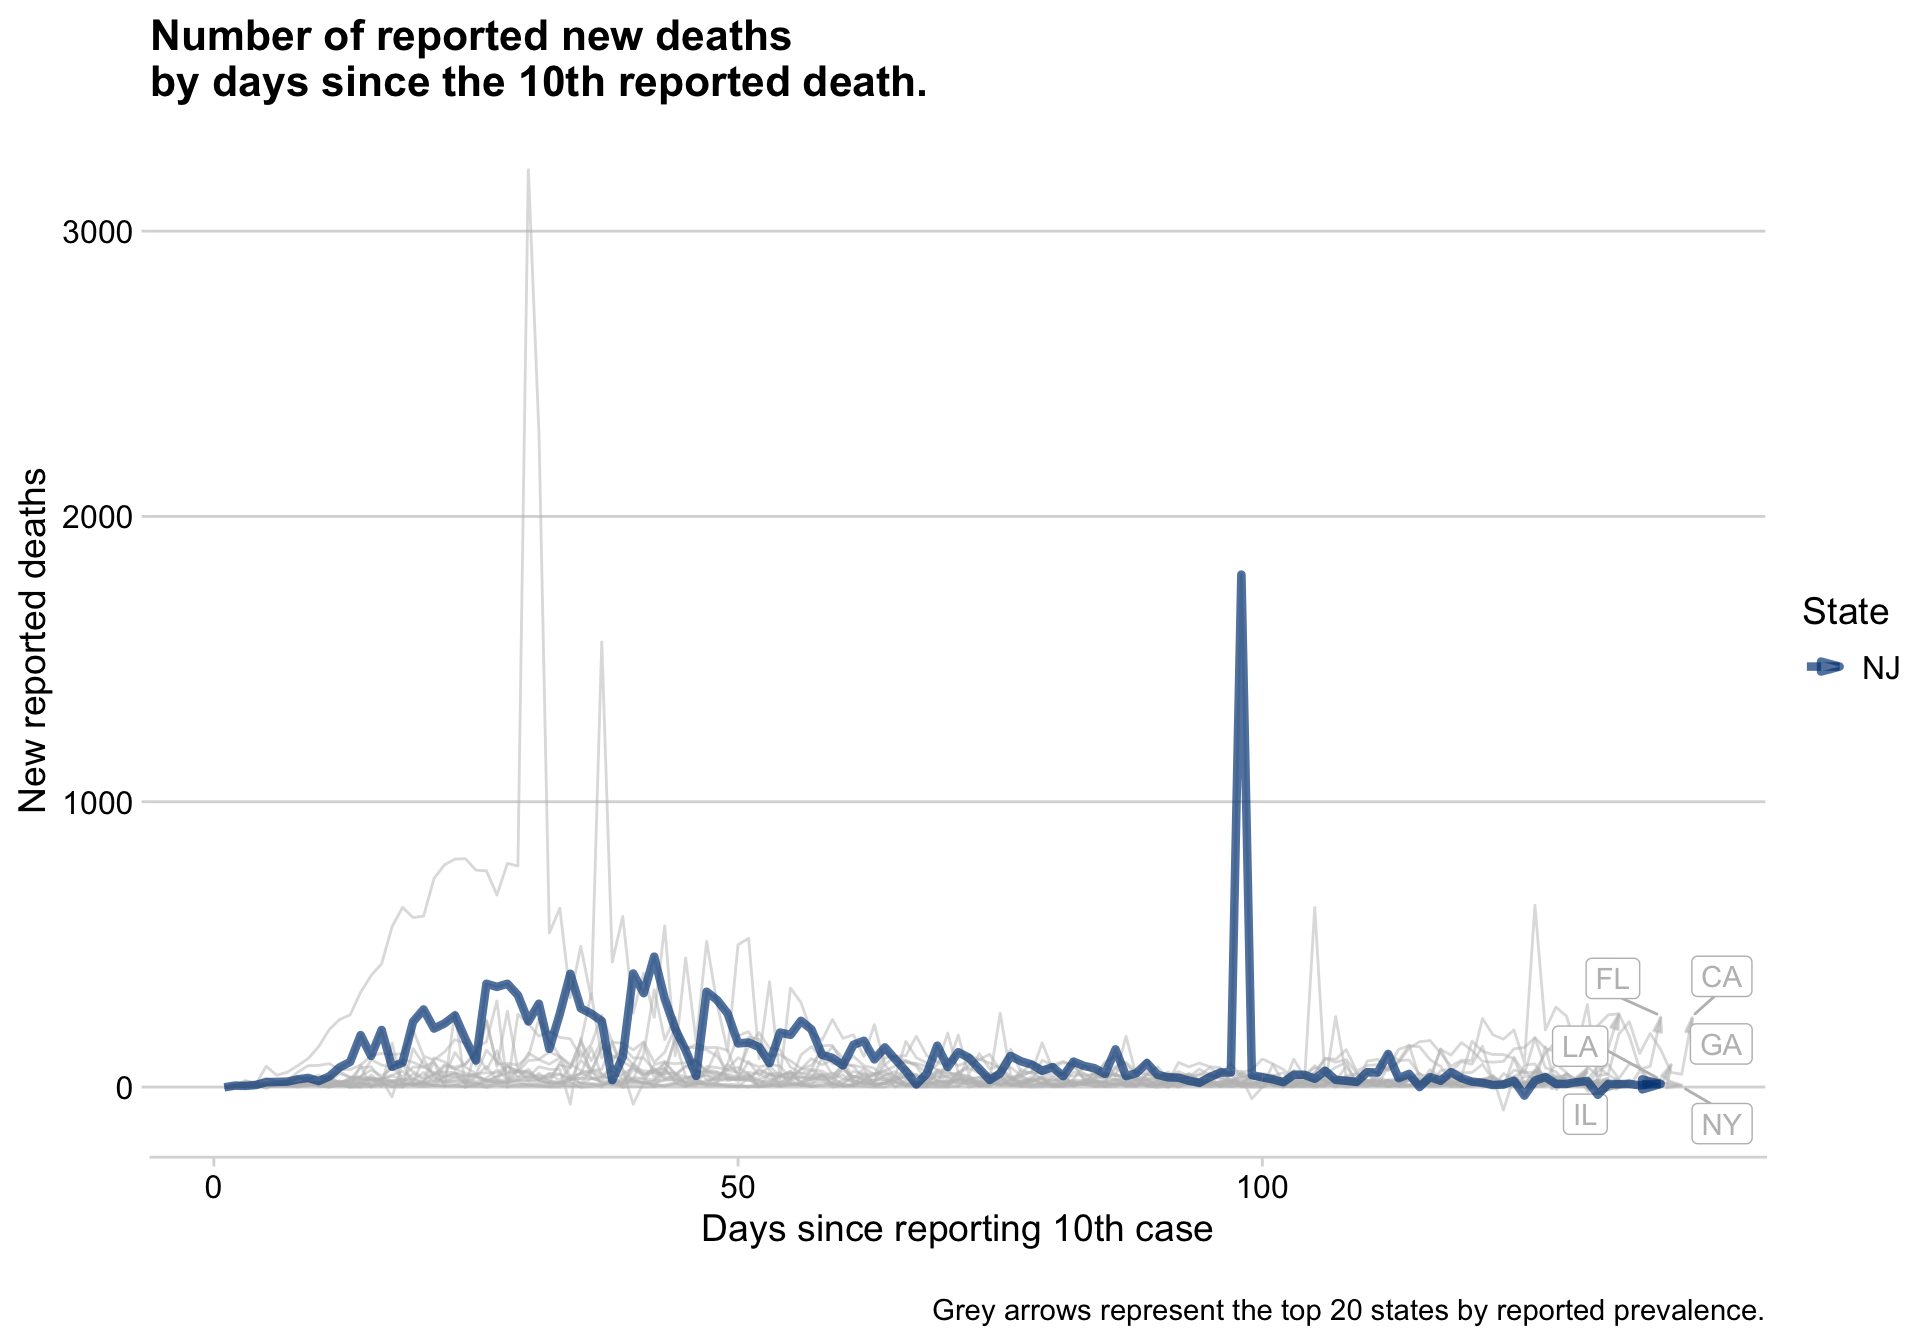 Number of reported new deaths
by days since the 10th reported death.
New reported deaths
3000
2000
1000
0
0
50
100
Days since reporting 10th case
FL
CA
LA
GA
IL
NY
State
NJ
Grey arrows represent the top 20 states by reported prevalence.